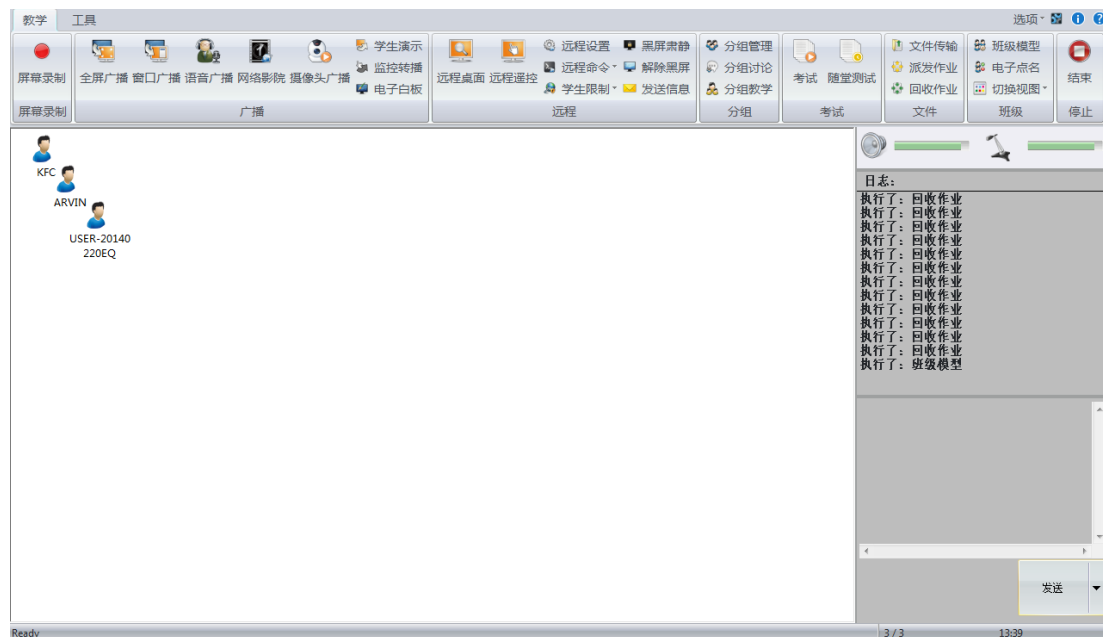 教学 工具 选项
屏幕录制 全屏广播 窗口广播 语音广播 网络影院 摄像头广播 学生演示 监控转播 电子白板 远程桌面 远程遥控 远程设置 黑屏肃静 远程命令 解除黑屏 学生限制 发送信息 分组管理 分组讨论 分组教学 考试 随堂测试 文件传输 派发作业 回收作业 班级模型 电子点名 切换视图 结束
屏幕录制 广播 远程 分组 考试 文件 班级 停止
KFC
ARVIN
USER-20140
220EQ
日志：
执行了：回收作业
执行了：回收作业
执行了：回收作业
执行了：回收作业
执行了：回收作业
执行了：回收作业
执行了：回收作业
执行了：回收作业
执行了：回收作业
执行了：回收作业
执行了：回收作业
执行了：回收作业
执行了：班级模型
发送
Ready 3 / 3 13:39